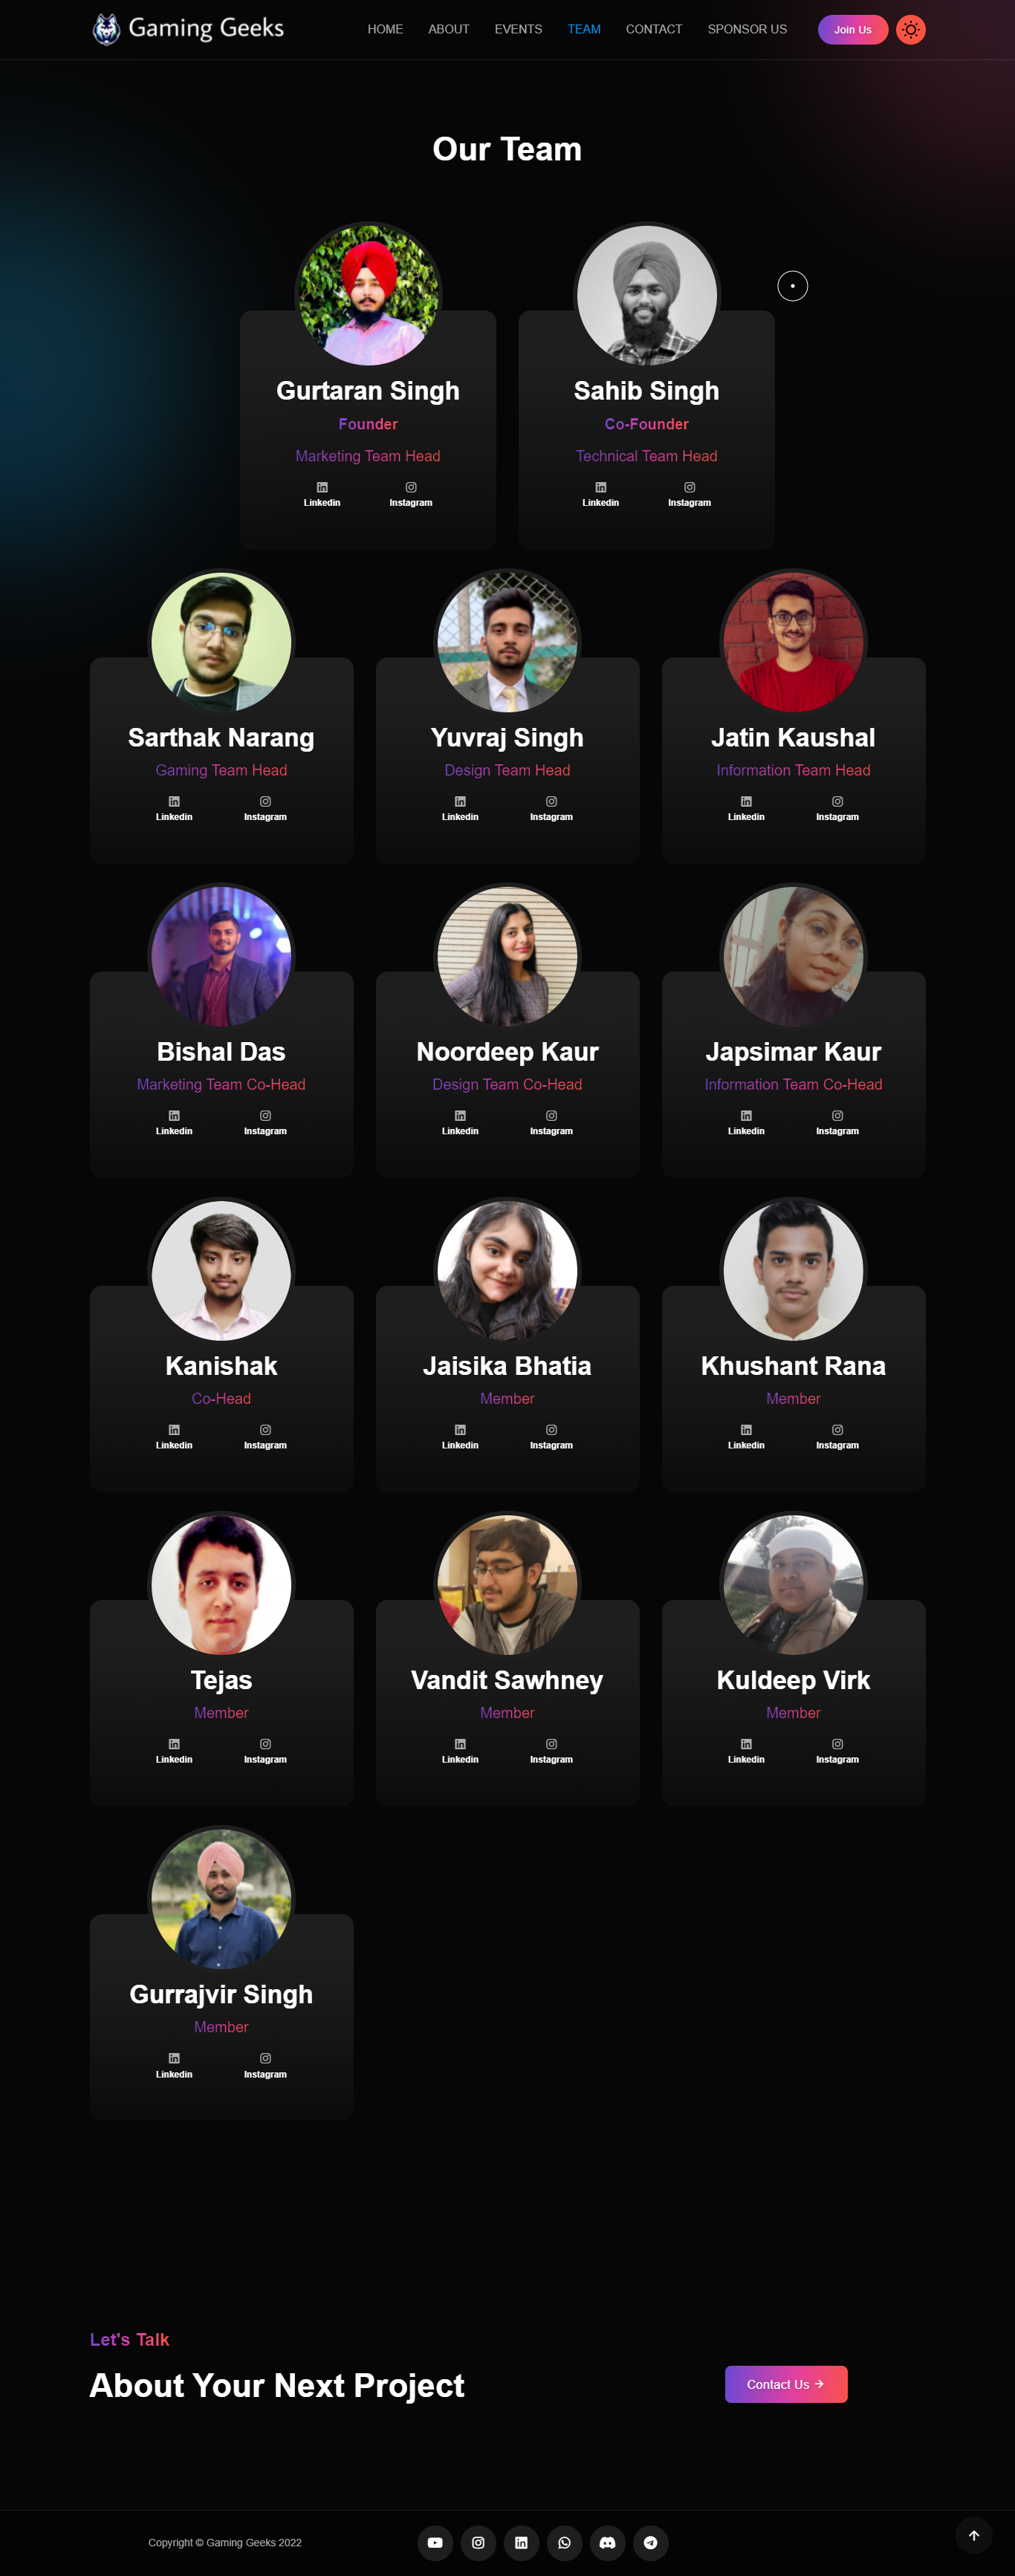 Gaming Geeks
HOME ABOUT EVENTS TEAM CONTACT SPONSOR US Join Us
Our Team
Gurtaran Singh
Founder
Marketing Team Head
Linkedin Instagram
Sahib Singh
Co-Founder
Technical Team Head
Linkedin Instagram
Sarthak Narang
Gaming Team Head
Linkedin Instagram
Yuvraj Singh
Design Team Head
Linkedin Instagram
Jatin Kaushal
Information Team Head
Linkedin Instagram
Bishal Das
Marketing Team Co-Head
Linkedin Instagram
Noordeep Kaur
Design Team Co-Head
Linkedin Instagram
Japsimar Kaur
Information Team Co-Head
Linkedin Instagram
Kanishak
Co-Head
Linkedin Instagram
Jaisika Bhatia
Member
Linkedin Instagram
Khushant Rana
Member
Linkedin Instagram
Tejas
Member
Linkedin Instagram
Vandit Sawhney
Member
Linkedin Instagram
Kuldeep Virk
Member
Linkedin Instagram
Gurrajvir Singh
Member
Linkedin Instagram
Let's Talk
About Your Next Project
Contact Us
Copyright © Gaming Geeks 2022